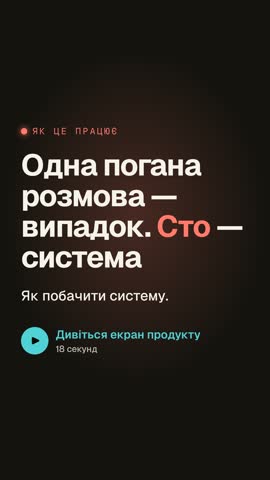 ЯК ЦЕ ПРАЦЮЄ
Одна погана
розмова —
випадок. Сто —
система
Як побачити систему.
Дивіться екран продукту
18 секунд